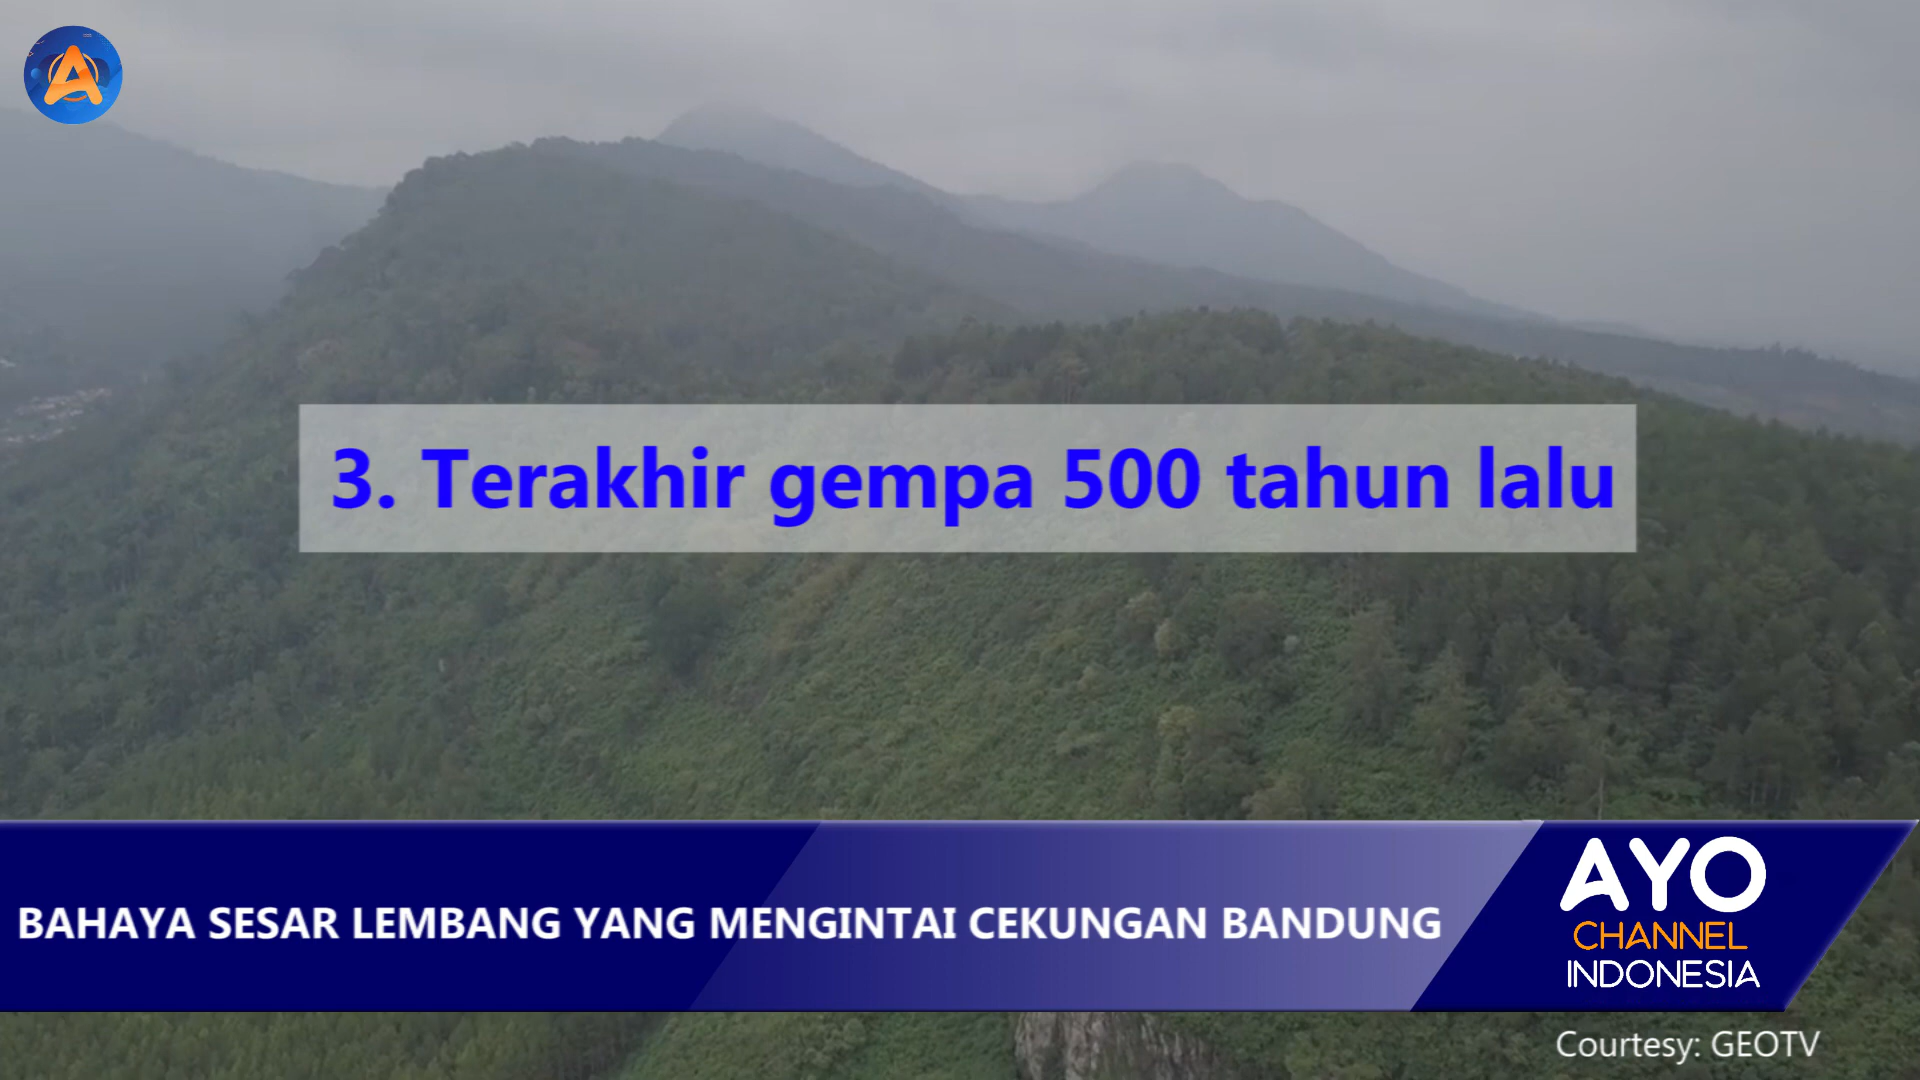 3. Terakhir gempa 500 tahun lalu
BAHAYA SESAR LEMBANG YANG MENGINTAI CEKUNGAN BANDUNG
AYO
CHANNEL
INDONESIA
Courtesy: GEOTV